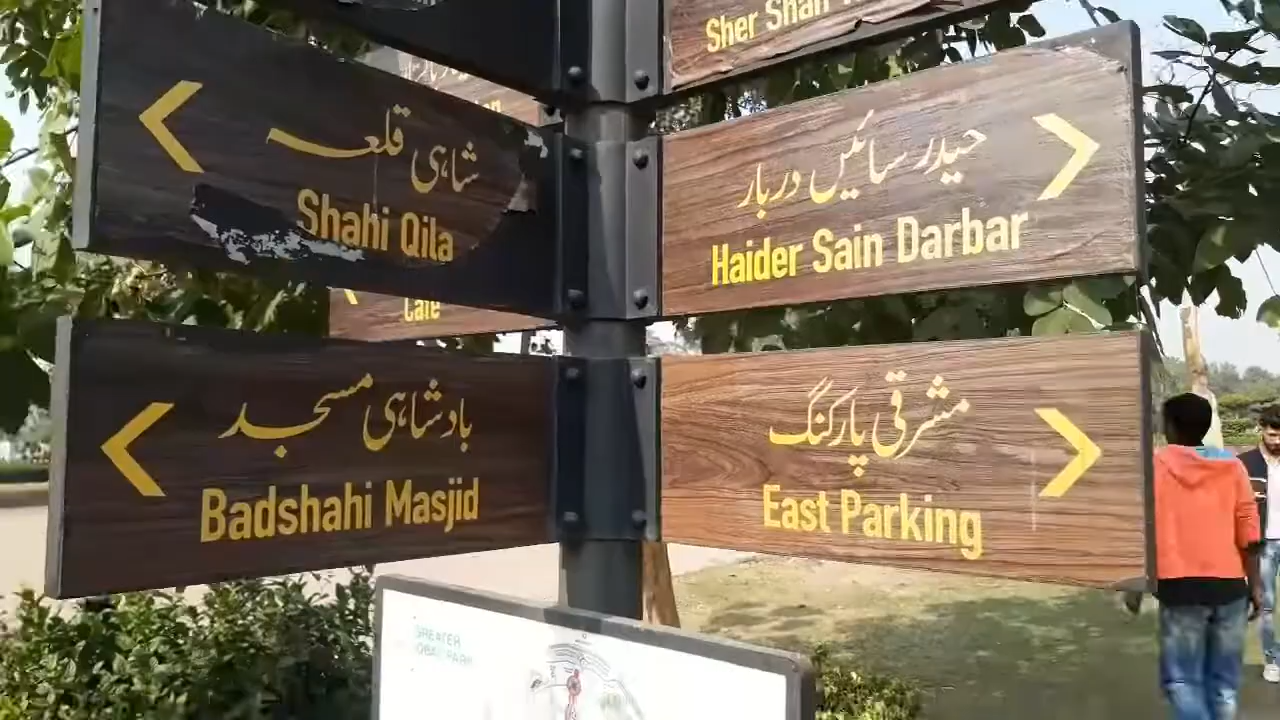 Sher Shah
شاہی قلعہ
Shahi Qila
حیدر سائیں دربار
Haider Sain Darbar
Cafe
بادشاہی مسجد
Badshahi Masjid
مشرقی پارکنگ
East Parking
GREATER
IQBAL PARK